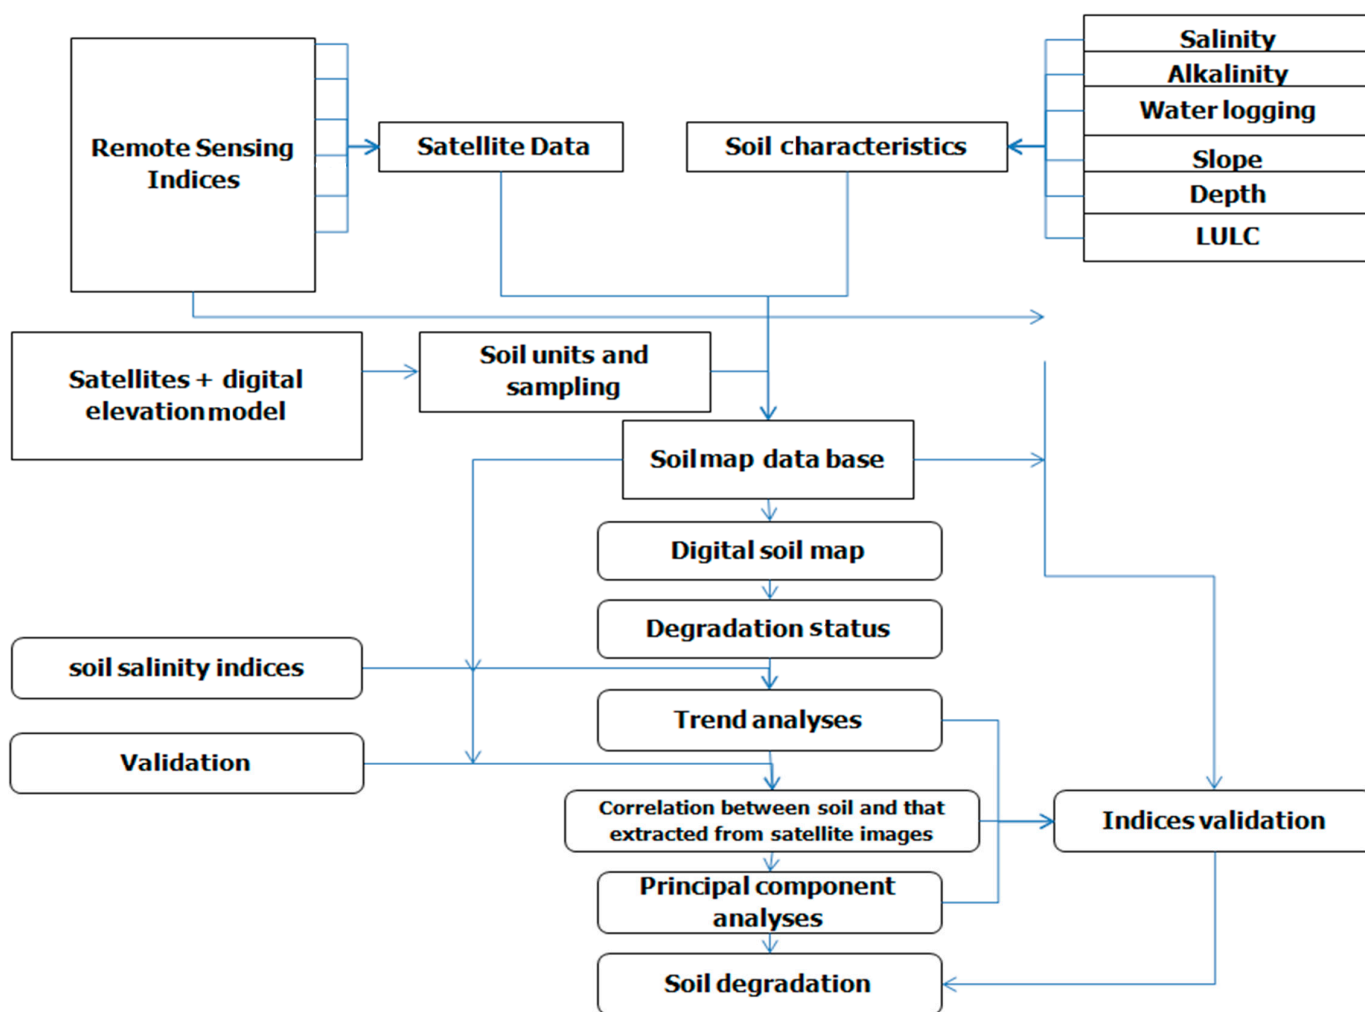 Salinity
Alkalinity
Water logging
Slope
Depth
LULC
Remote Sensing
Indices
Satellite Data
Soil characteristics
Satellites + digital
elevation model
Soil units and
sampling
Soil map data base
Digital soil map
Degradation status
soil salinity indices
Trend analyses
Validation
Correlation between soil and that
extracted from satellite images
Indices validation
Principal component
analyses
Soil degradation